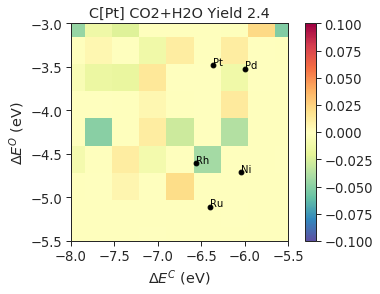 C[Pt] CO2+H2O Yield 2.4
−3.0
−3.5
−4.0
−4.5
−5.0
−5.5
ΔE^O (eV)
Pt
Pd
Rh
Ni
Ru
−8.0 −7.5 −7.0 −6.5 −6.0 −5.5
ΔE^C (eV)
0.100
0.075
0.050
0.025
0.000
−0.025
−0.050
−0.075
−0.100